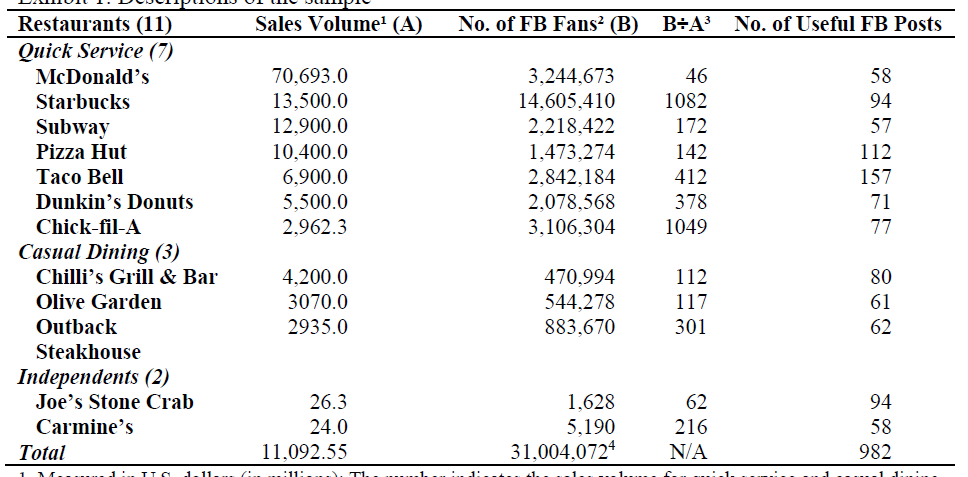 Exhibit 1: Descriptions of the sample
Restaurants (11) Sales Volume¹ (A) No. of FB Fans² (B) B÷A³ No. of Useful FB Posts
Quick Service (7)
McDonald's 70,693.0 3,244,673 46 58
Starbucks 13,500.0 14,605,410 1082 94
Subway 12,900.0 2,218,422 172 57
Pizza Hut 10,400.0 1,473,274 142 112
Taco Bell 6,900.0 2,842,184 412 157
Dunkin's Donuts 5,500.0 2,078,568 378 71
Chick-fil-A 2,962.3 3,106,304 1049 77
Casual Dining (3)
Chilli's Grill & Bar 4,200.0 470,994 112 80
Olive Garden 3070.0 544,278 117 61
Outback 2935.0 883,670 301 62
Steakhouse
Independents (2)
Joe's Stone Crab 26.3 1,628 62 94
Carmine's 24.0 5,190 216 58
Total 11,092.55 31,004,072⁴ N/A 982
1. Measured in U.S. dollars (in millions); The number indicates the sales volume for quick service and casual dining